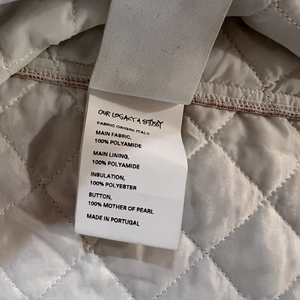 OUR LEGACY & STÜSSY
FABRIC ORIGIN: ITALY
MAIN FABRIC,
100% POLYAMIDE
MAIN LINING,
100% POLYAMIDE
INSULATION,
100% POLYESTER
BUTTON,
100% MOTHER OF PEARL
MADE IN PORTUGAL